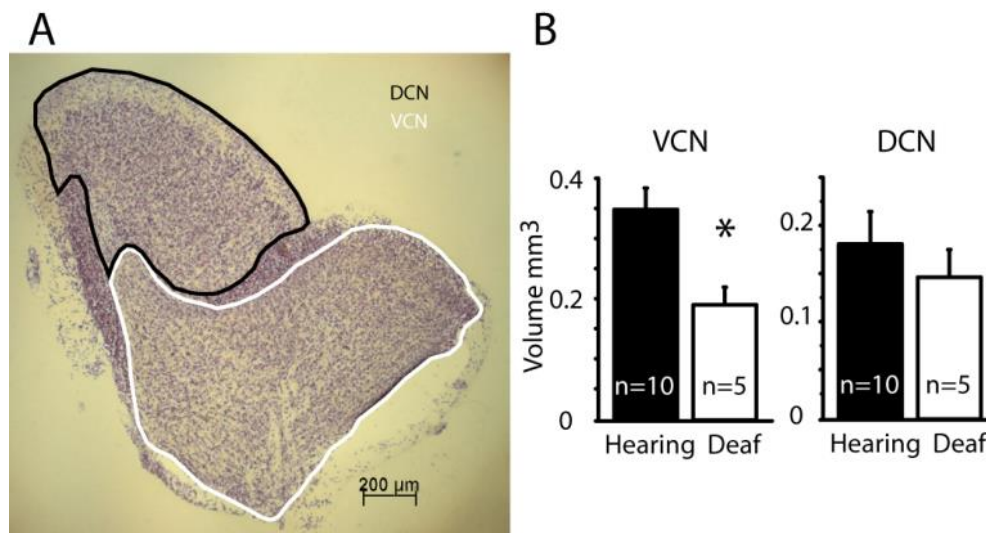 A
DCN
VCN
200 µm
B
VCN
DCN
Volume mm3
0.4
0.2
0
n=10
n=5
Hearing Deaf
0.2
0.1
0
n=10
n=5
Hearing Deaf
*